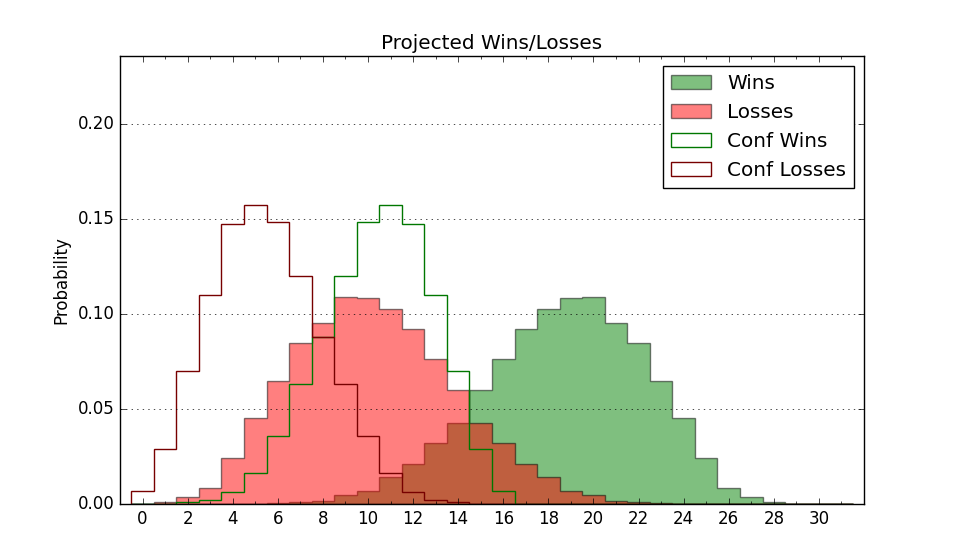 Projected Wins/Losses
Wins
Losses
Conf Wins
Conf Losses
Probability
0.20
0.15
0.10
0.05
0.00
0 2 4 6 8 10 12 14 16 18 20 22 24 26 28 30